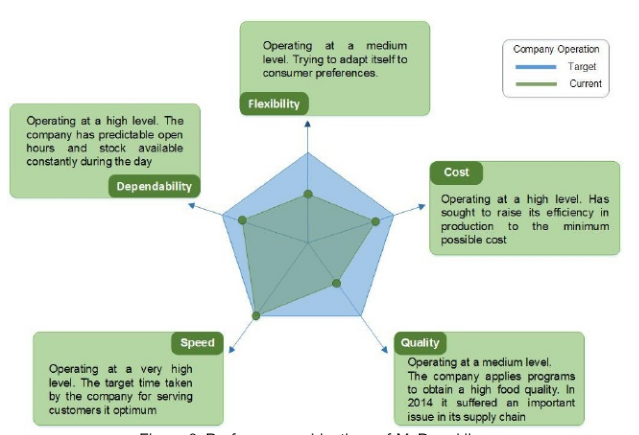 Operating at a medium
level. Trying to adapt itself to
consumer preferences.
Flexibility
Company Operation
Target
Current
Operating at a high level. The
company has predictable open
hours and stock available
constantly during the day
Dependability
Cost
Operating at a high level. Has
sought to raise its efficiency in
production to the minimum
possible cost
Speed
Operating at a very high
level. The target time taken
by the company for serving
customers it optimum
Quality
Operating at a medium level.
The company applies programs
to obtain a high food quality. In
2014 it suffered an important
issue in its supply chain